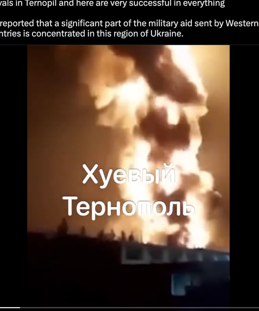 vals in Ternopil and here are very successful in everything
reported that a significant part of the military aid sent by Western
ntries is concentrated in this region of Ukraine.
Хуевый
Тернополь